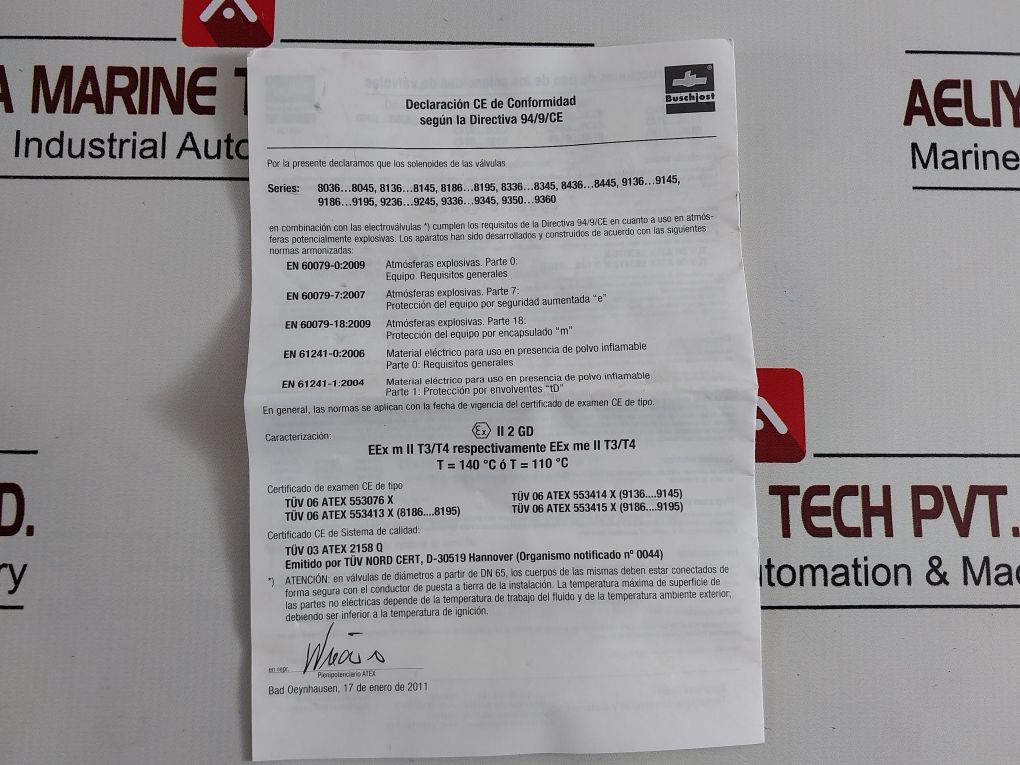 A MARINE T
Industrial Auto
AELIY
Marine
D.
ry
TECH PVT.
tomation & Ma
Declaración CE de Conformidad
según la Directiva 94/9/CE
Buschjost
Por la presente declaramos que los solenoides de las válvulas
Series: 8036...8045, 8136...8145, 8186...8195, 8336...8345, 8436...8445, 9136...9145,
9186...9195, 9236...9245, 9336...9345, 9350...9360
en combinación con las electroválvulas *) cumplen los requisitos de la Directiva 94/9/CE en cuanto a uso en atmós-
feras potencialmente explosivas. Los aparatos han sido desarrollados y construidos de acuerdo con las siguientes
normas armonizadas:
EN 60079-0:2009 Atmósferas explosivas. Parte 0:
Equipo. Requisitos generales
EN 60079-7:2007 Atmósferas explosivas. Parte 7:
Protección del equipo por seguridad aumentada “e”
EN 60079-18:2009 Atmósferas explosivas. Parte 18:
Protección del equipo por encapsulado “m”
EN 61241-0:2006 Material eléctrico para uso en presencia de polvo inflamable
Parte 0: Requisitos generales
EN 61241-1:2004 Material eléctrico para uso en presencia de polvo inflamable
Parte 1: Protección por envolventes “tD”
En general, las normas se aplican con la fecha de vigencia del certificado de examen CE de tipo.
Caracterización: Ex II 2 GD
EEx m II T3/T4 respectivamente EEx me II T3/T4
T = 140 °C ó T = 110 °C
Certificado de examen CE de tipo
TÜV 06 ATEX 553076 X TÜV 06 ATEX 553414 X (9136....9145)
TÜV 06 ATEX 553413 X (8186....8195) TÜV 06 ATEX 553415 X (9186....9195)
Certificado CE de Sistema de calidad:
TÜV 03 ATEX 2158 Q
Emitido por TÜV NORD CERT, D-30519 Hannover (Organismo notificado nº 0044)
*) ATENCIÓN: en válvulas de diámetros a partir de DN 65, los cuerpos de las mismas deben estar conectados de
forma segura con el conductor de puesta a tierra de la instalación. La temperatura máxima de superficie de
las partes no eléctricas depende de la temperatura de trabajo del fluido y de la temperatura ambiente exterior;
debiendo ser inferior a la temperatura de ignición.
en repr.
Plenipotenciario ATEX
Bad Oeynhausen, 17 de enero de 2011